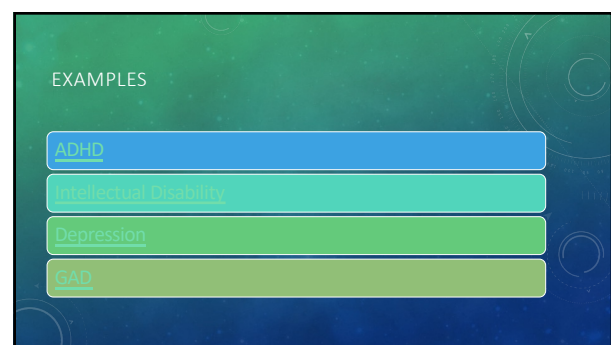 EXAMPLES
ADHD
Intellectual Disability
Depression
GAD